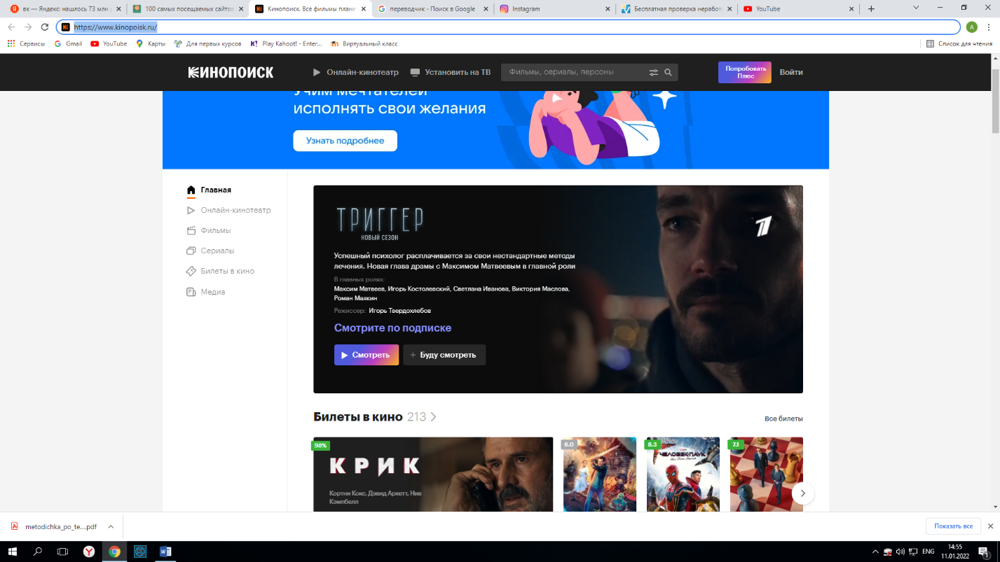 вк — Яндекс: нашлось 73 млн
100 самых посещаемых сайтов
Кинопоиск. Все фильмы плане
переводчик - Поиск в Google
Instagram
Бесплатная проверка неработ
YouTube
https://www.kinopoisk.ru/
A
Сервисы
Gmail
YouTube
Карты
Для первых курсов
K! Play Kahoot! - Enter...
Виртуальный класс
Список для чтения
КИНОПОИСК
Онлайн-кинотеатр
Установить на ТВ
Фильмы, сериалы, персоны
Попробовать
Плюс
Войти
Учим мечтателей
исполнять свои желания
Узнать подробнее
Главная
Онлайн-кинотеатр
Фильмы
Сериалы
Билеты в кино
Медиа
ТРИГГЕР
НОВЫЙ СЕЗОН
Успешный психолог расплачивается за свои нестандартные методы
лечения. Новая глава драмы с Максимом Матвеевым в главной роли
В главных ролях:
Максим Матвеев, Игорь Костолевский, Светлана Иванова, Виктория Маслова,
Роман Маякин
Режиссер: Игорь Твердохлебов
Смотрите по подписке
Смотреть
+ Буду смотреть
1
Билеты в кино 213
Все билеты
98%
КРИК
Кортни Кокс, Дэвид Аркетт, Нив
Кэмпбелл
6.0
8.3
ЧЕЛОВЕК-ПАУК
7.1
metodichka_po_te....pdf
Показать все
ENG
14:55
11.01.2022
1